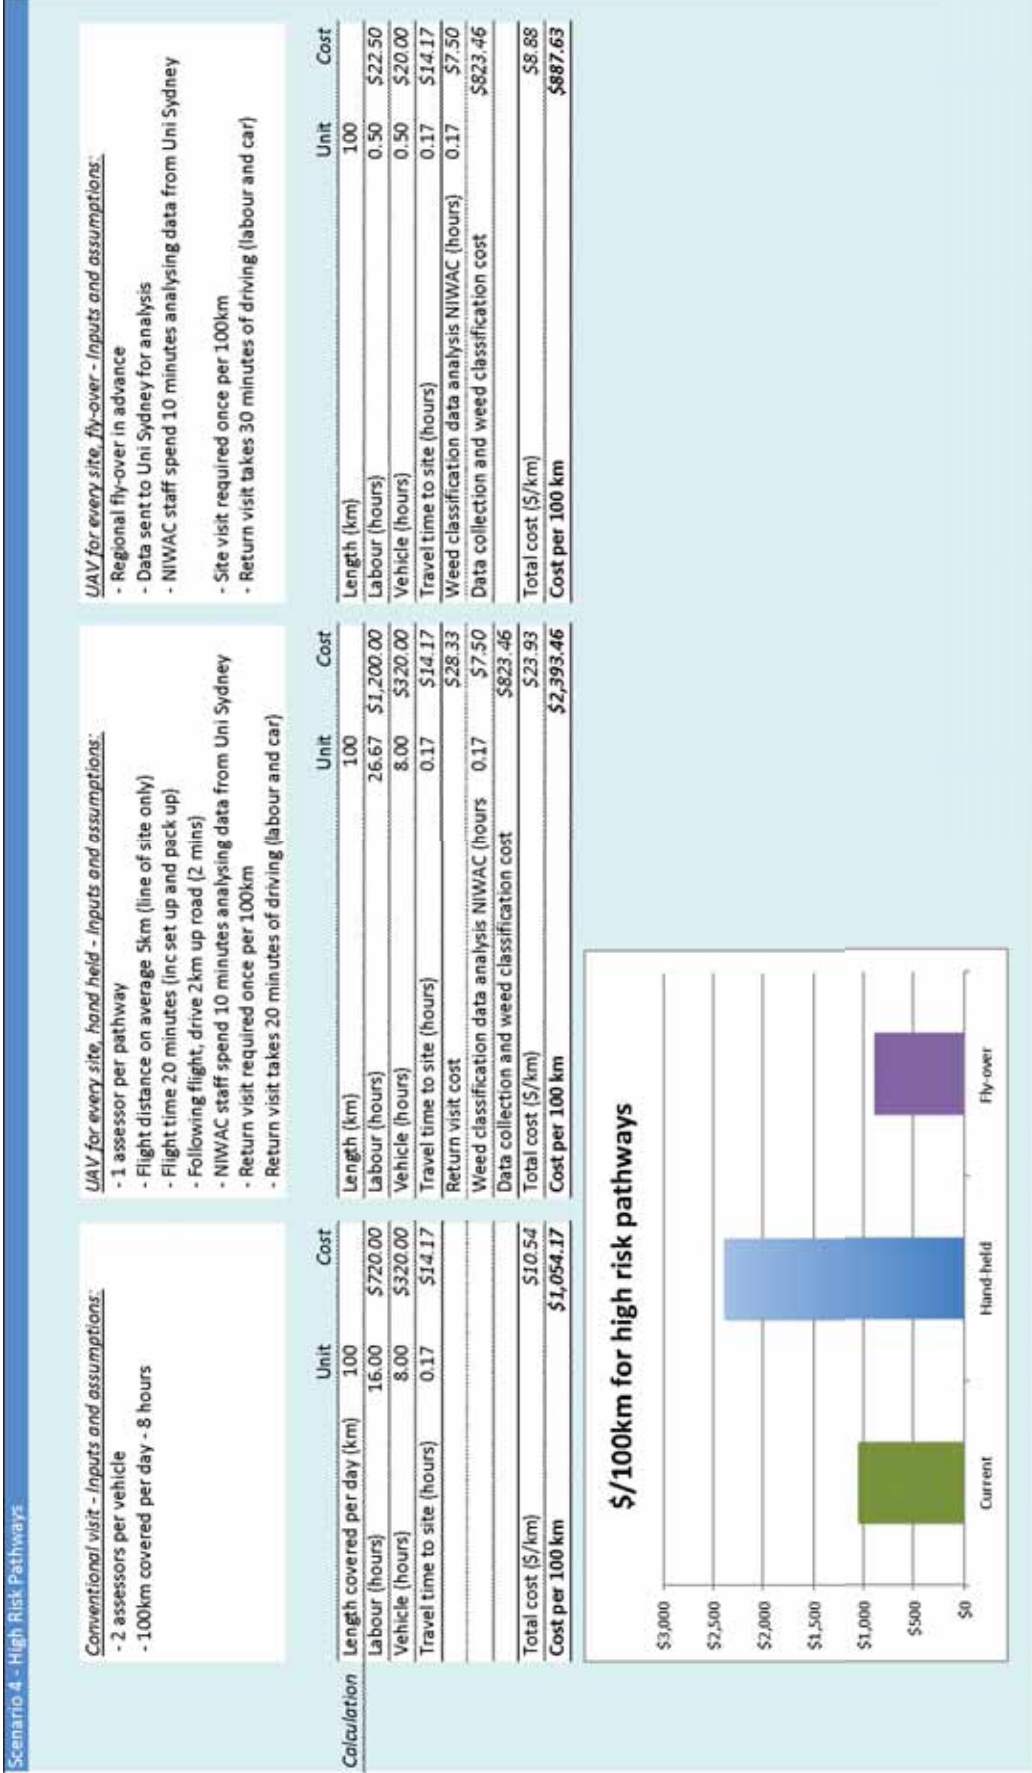 Scenario 4 - High Risk Pathways
Conventional visit - Inputs and assumptions:
- 2 assessors per vehicle
- 100km covered per day - 8 hours
UAV for every site, hand held - Inputs and assumptions:
- 1 assessor per pathway
- Flight distance on average 5km (line of site only)
- Flight time 20 minutes (inc set up and pack up)
- Following flight, drive 2km up road (2 mins)
- NIWAC staff spend 10 minutes analysing data from Uni Sydney
- Return visit required once per 100km
- Return visit takes 20 minutes of driving (labour and car)
UAV for every site, fly-over - Inputs and assumptions:
- Regional fly-over in advance
- Data sent to Uni Sydney for analysis
- NIWAC staff spend 10 minutes analysing data from Uni Sydney
- Site visit required once per 100km
- Return visit takes 30 minutes of driving (labour and car)
Calculation
Unit Cost
Length covered per day (km) 100
Labour (hours) 16.00 $720.00
Vehicle (hours) 8.00 $320.00
Travel time to site (hours) 0.17 $14.17
Total cost ($/km) $10.54
Cost per 100 km $1,054.17
Unit Cost
Length (km) 100
Labour (hours) 26.67 $1,200.00
Vehicle (hours) 8.00 $320.00
Travel time to site (hours) 0.17 $14.17
Return visit cost $28.33
Weed classification data analysis NIWAC (hours 0.17 $7.50
Data collection and weed classification cost $823.46
Total cost ($/km) $23.93
Cost per 100 km $2,393.46
Unit Cost
Length (km) 100
Labour (hours) 0.50 $22.50
Vehicle (hours) 0.50 $20.00
Travel time to site (hours) 0.17 $14.17
Weed classification data analysis NIWAC (hours) 0.17 $7.50
Data collection and weed classification cost $823.46
Total cost ($/km) $8.88
Cost per 100 km $887.63
$/100km for high risk pathways
$3,000
$2,500
$2,000
$1,500
$1,000
$500
$0
Current Hand-held Fly-over